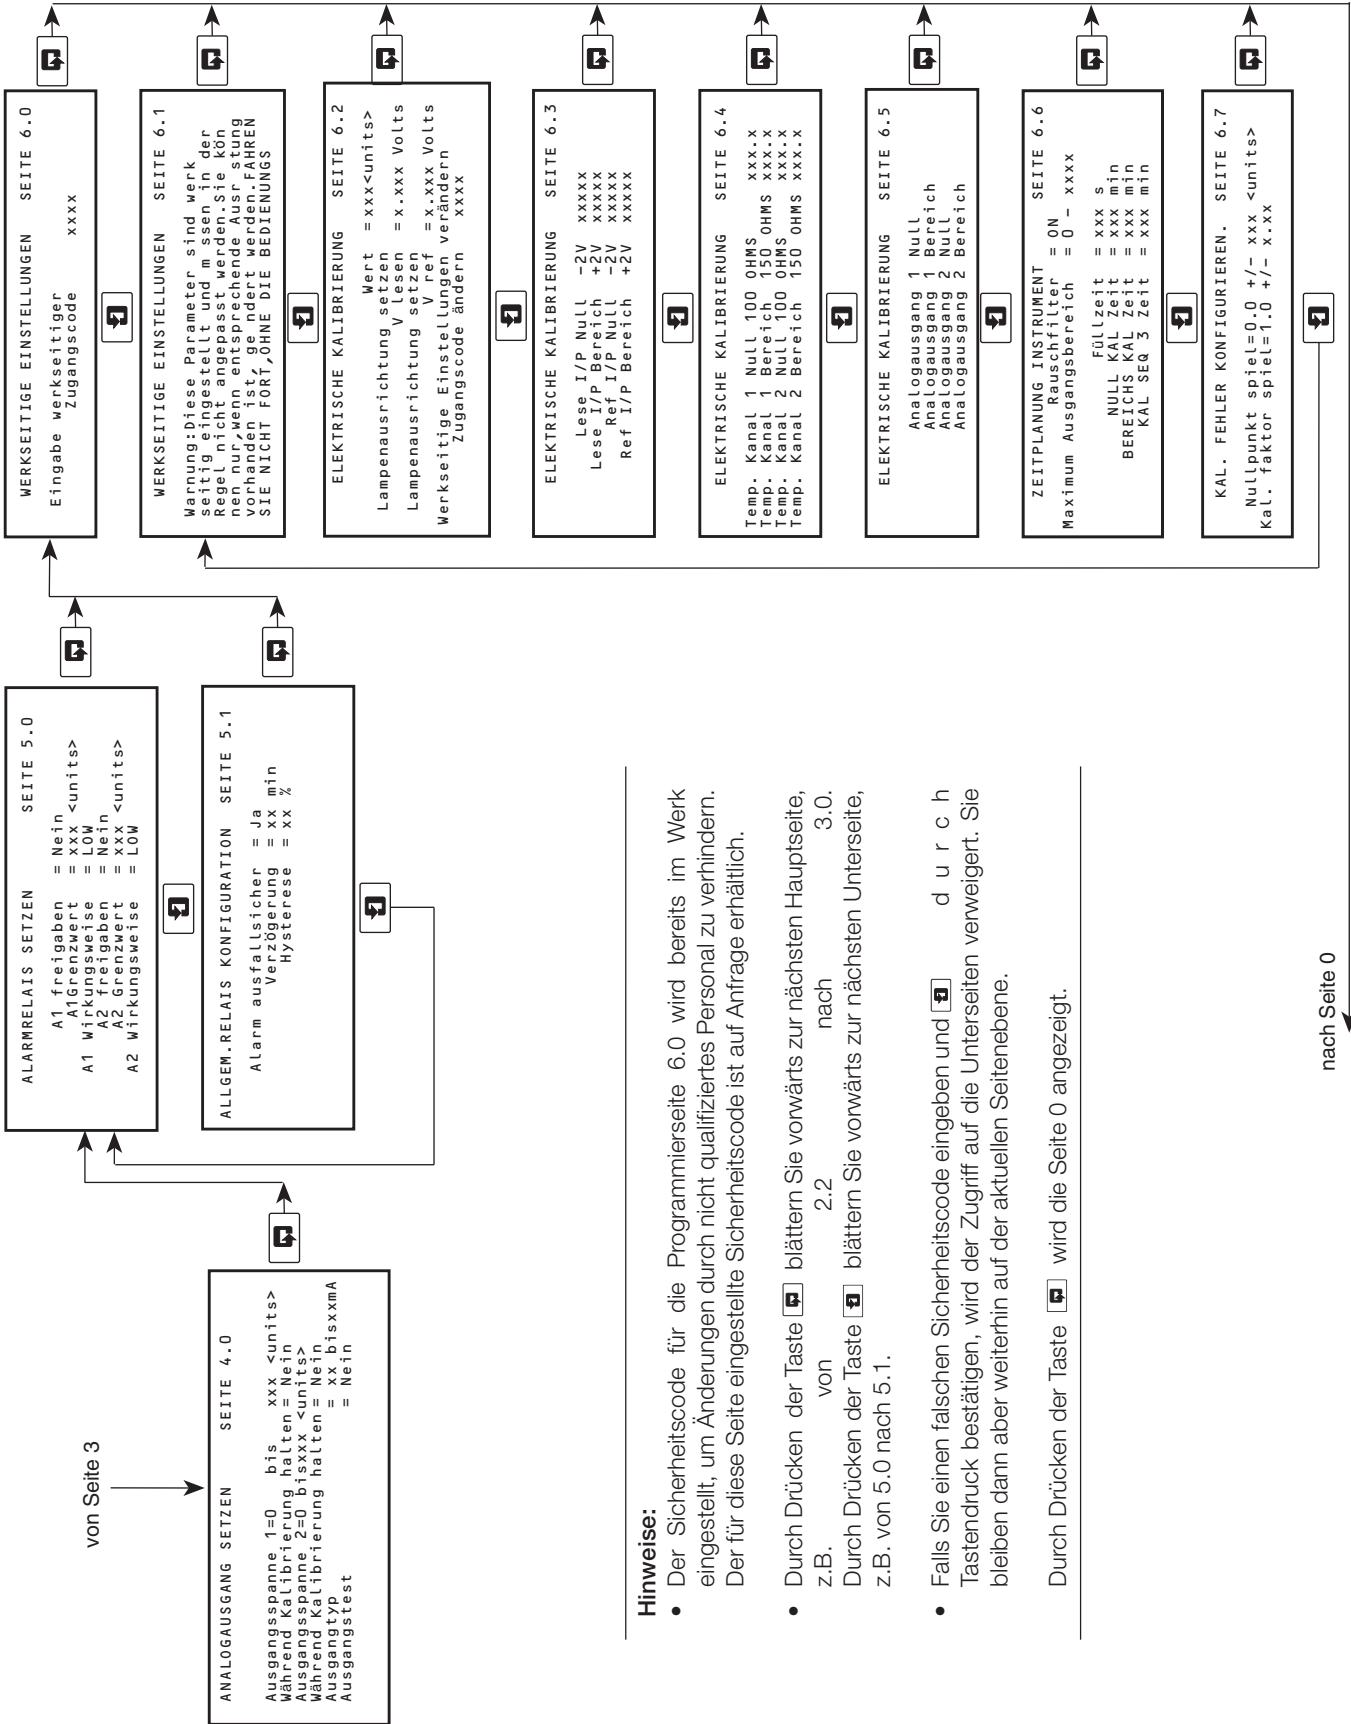 von Seite 3
ANALOGAUSGANG SETZEN SEITE 4.0
Ausgangsspanne 1=0 bis xxx <units>
Während Kalibrierung halten = Nein
Ausgangsspanne 2=0 bisxxx <units>
Während Kalibrierung halten = Nein
Ausgangtyp = xx bisxxmA
Ausgangstest = Nein
ALARMRELAIS SETZEN SEITE 5.0
A1 freigaben = Nein
A1Grenzwert = xxx <units>
A1 Wirkungsweise = LOW
A2 freigaben = Nein
A2 Grenzwert = xxx <units>
A2 Wirkungsweise = LOW
ALLGEM.RELAIS KONFIGURATION SEITE 5.1
Alarm ausfallsicher = Ja
Verzögerung = xx min
Hysterese = xx %
WERKSEITIGE EINSTELLUNGEN SEITE 6.0
Eingabe werkseitiger
Zugangscode xxxx
WERKSEITIGE EINSTELLUNGEN SEITE 6.1
Warnung:Diese Parameter sind werk
seitig eingestellt und m ssen in der
Regel nicht angepasst werden.Sie kön
nen nur,wenn entsprechende Ausr stung
vorhanden ist, ge ndert werden.FAHREN
SIE NICHT FORT,OHNE DIE BEDIENUNGS
ELEKTRISCHE KALIBRIERUNG SEITE 6.2
Wert = xxx<units>
Lampenausrichtung setzen
V lesen = x.xxx Volts
Lampenausrichtung setzen
V ref = x.xxx Volts
Werkseitige Einstellungen verändern
Zugangscode ändern xxxx
ELEKTRISCHE KALIBRIERUNG SEITE 6.3
Lese I/P Null -2V xxxxx
Lese I/P Bereich +2V xxxxx
Ref I/P Null -2V xxxxx
Ref I/P Bereich +2V xxxxx
ELEKTRISCHE KALIBRIERUNG SEITE 6.4
Temp. Kanal 1 Null 100 OHMS xxx.x
Temp. Kanal 1 Bereich 150 OHMS xxx.x
Temp. Kanal 2 Null 100 OHMS xxx.x
Temp. Kanal 2 Bereich 150 OHMS xxx.x
ELEKTRISCHE KALIBRIERUNG SEITE 6.5
Analogausgang 1 Null
Analogausgang 1 Bereich
Analogausgang 2 Null
Analogausgang 2 Bereich
ZEITPLANUNG INSTRUMENT SEITE 6.6
Rauschfilter = ON
Maximum Ausgangsbereich = 0 - xxxx
Füllzeit = xxx s
NULL KAL Zeit = xxx min
BEREICHS KAL Zeit = xxx min
KAL SEQ 3 Zeit = xxx min
KAL. FEHLER KONFIGURIEREN. SEITE 6.7
Nullpunkt spiel=0.0 +/- xxx <units>
Kal. faktor spiel=1.0 +/- x.xx
Hinweise:
• Der Sicherheitscode für die Programmierseite 6.0 wird bereits im Werk
eingestellt, um Änderungen durch nicht qualifiziertes Personal zu verhindern.
Der für diese Seite eingestellte Sicherheitscode ist auf Anfrage erhältlich.
• Durch Drücken der Taste blättern Sie vorwärts zur nächsten Hauptseite,
z.B. von 2.2 nach 3.0.
Durch Drücken der Taste blättern Sie vorwärts zur nächsten Unterseite,
z.B. von 5.0 nach 5.1.
• Falls Sie einen falschen Sicherheitscode eingeben und d u r c h
Tastendruck bestätigen, wird der Zugriff auf die Unterseiten verweigert. Sie
bleiben dann aber weiterhin auf der aktuellen Seitenebene.
Durch Drücken der Taste wird die Seite 0 angezeigt.
nach Seite 0